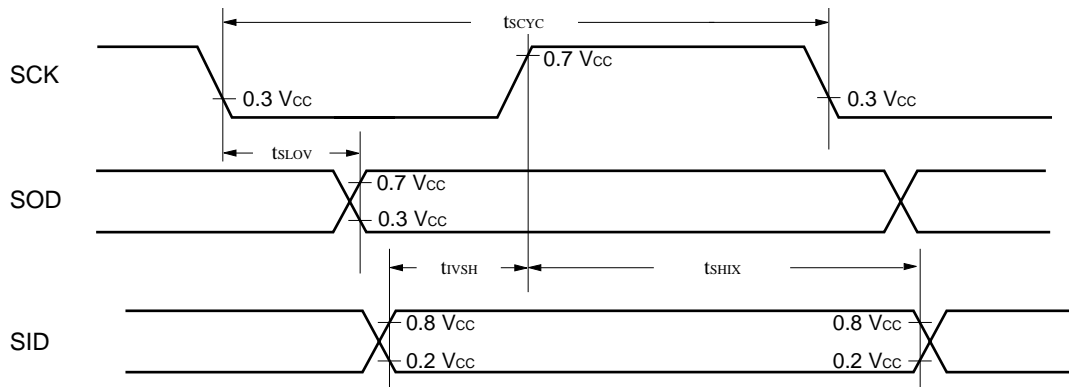 tSCYC
SCK
0.7 VCC
0.3 VCC
0.3 VCC
tSLOV
SOD
0.7 VCC
0.3 VCC
tIVSH
tSHIX
SID
0.8 VCC
0.8 VCC
0.2 VCC
0.2 VCC